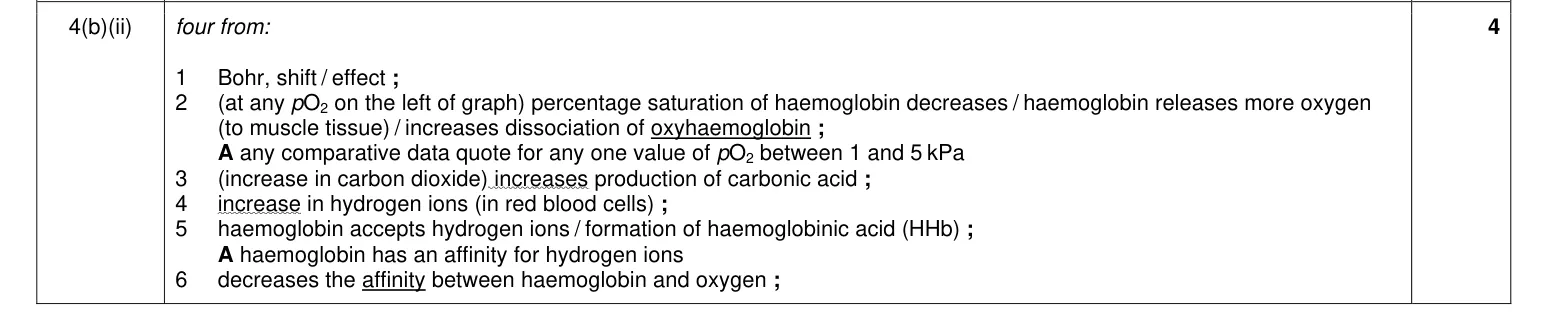 4(b)(ii) four from: 4
1 Bohr, shift / effect ;
2 (at any pO2 on the left of graph) percentage saturation of haemoglobin decreases / haemoglobin releases more oxygen
(to muscle tissue) / increases dissociation of oxyhaemoglobin ;
A any comparative data quote for any one value of pO2 between 1 and 5 kPa
3 (increase in carbon dioxide) increases production of carbonic acid ;
4 increase in hydrogen ions (in red blood cells) ;
5 haemoglobin accepts hydrogen ions / formation of haemoglobinic acid (HHb) ;
A haemoglobin has an affinity for hydrogen ions
6 decreases the affinity between haemoglobin and oxygen ;